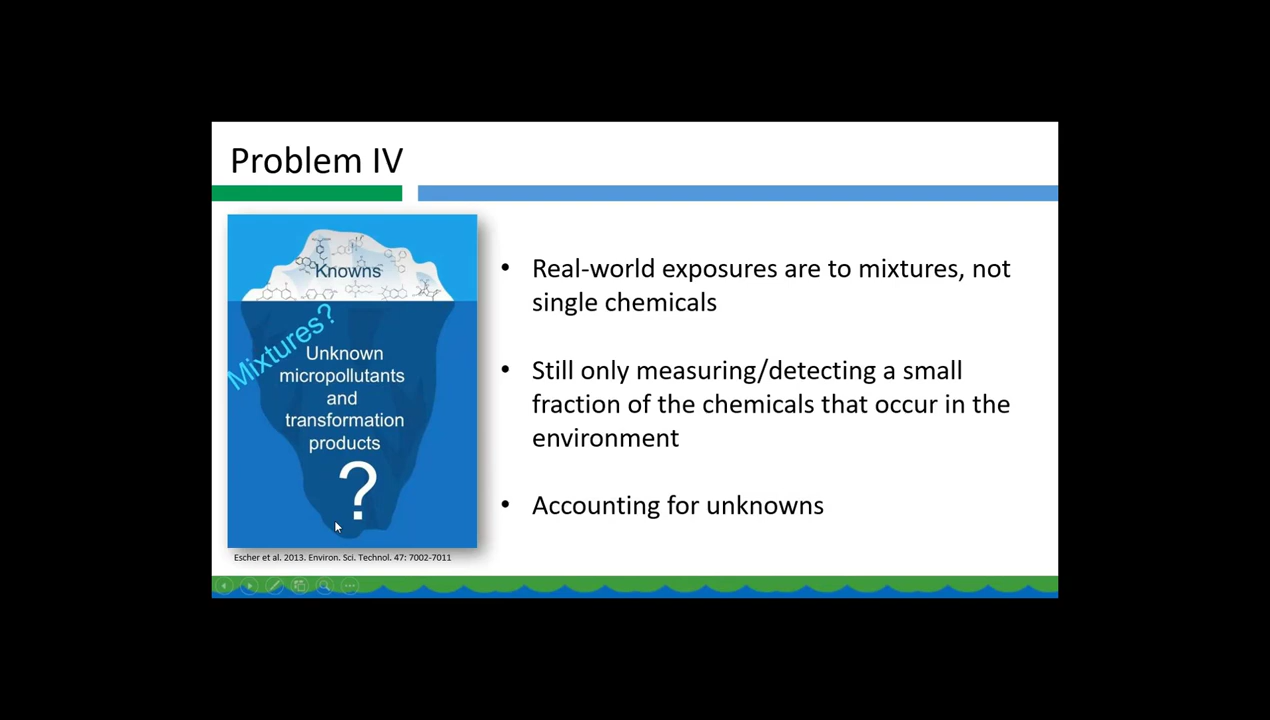 Problem IV
Knowns
Mixtures?
Unknown
micropollutants
and
transformation
products
?
Escher et al. 2013. Environ. Sci. Technol. 47: 7002-7011
• Real-world exposures are to mixtures, not
single chemicals
• Still only measuring/detecting a small
fraction of the chemicals that occur in the
environment
• Accounting for unknowns